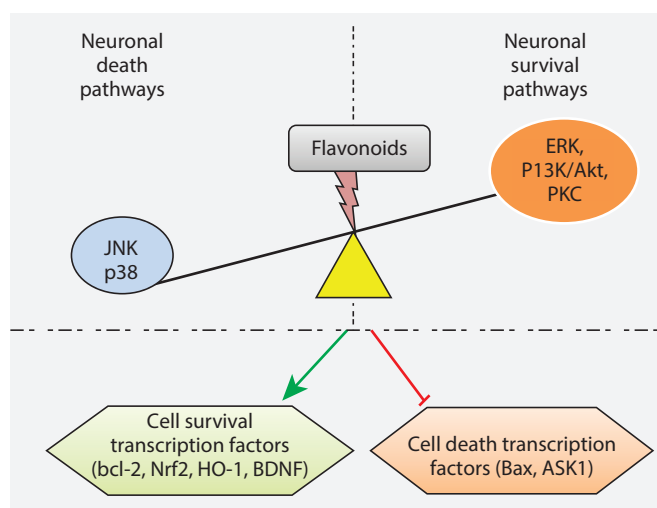 Neuronal
death
pathways
Neuronal
survival
pathways
Flavonoids
ERK,
P13K/Akt,
PKC
JNK
p38
Cell survival
transcription factors
(bcl-2, Nrf2, HO-1, BDNF)
Cell death transcription
factors (Bax, ASK1)